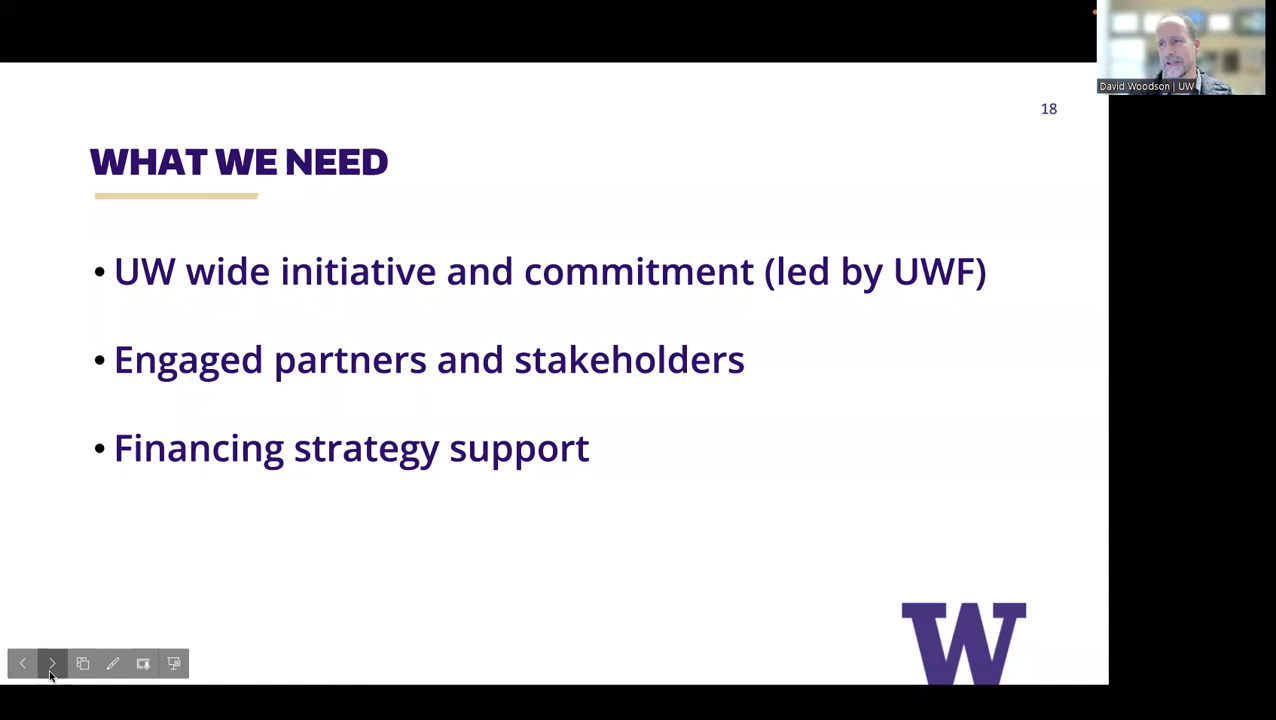 David Woodson | UW
18
WHAT WE NEED
• UW wide initiative and commitment (led by UWF)
• Engaged partners and stakeholders
• Financing strategy support
W